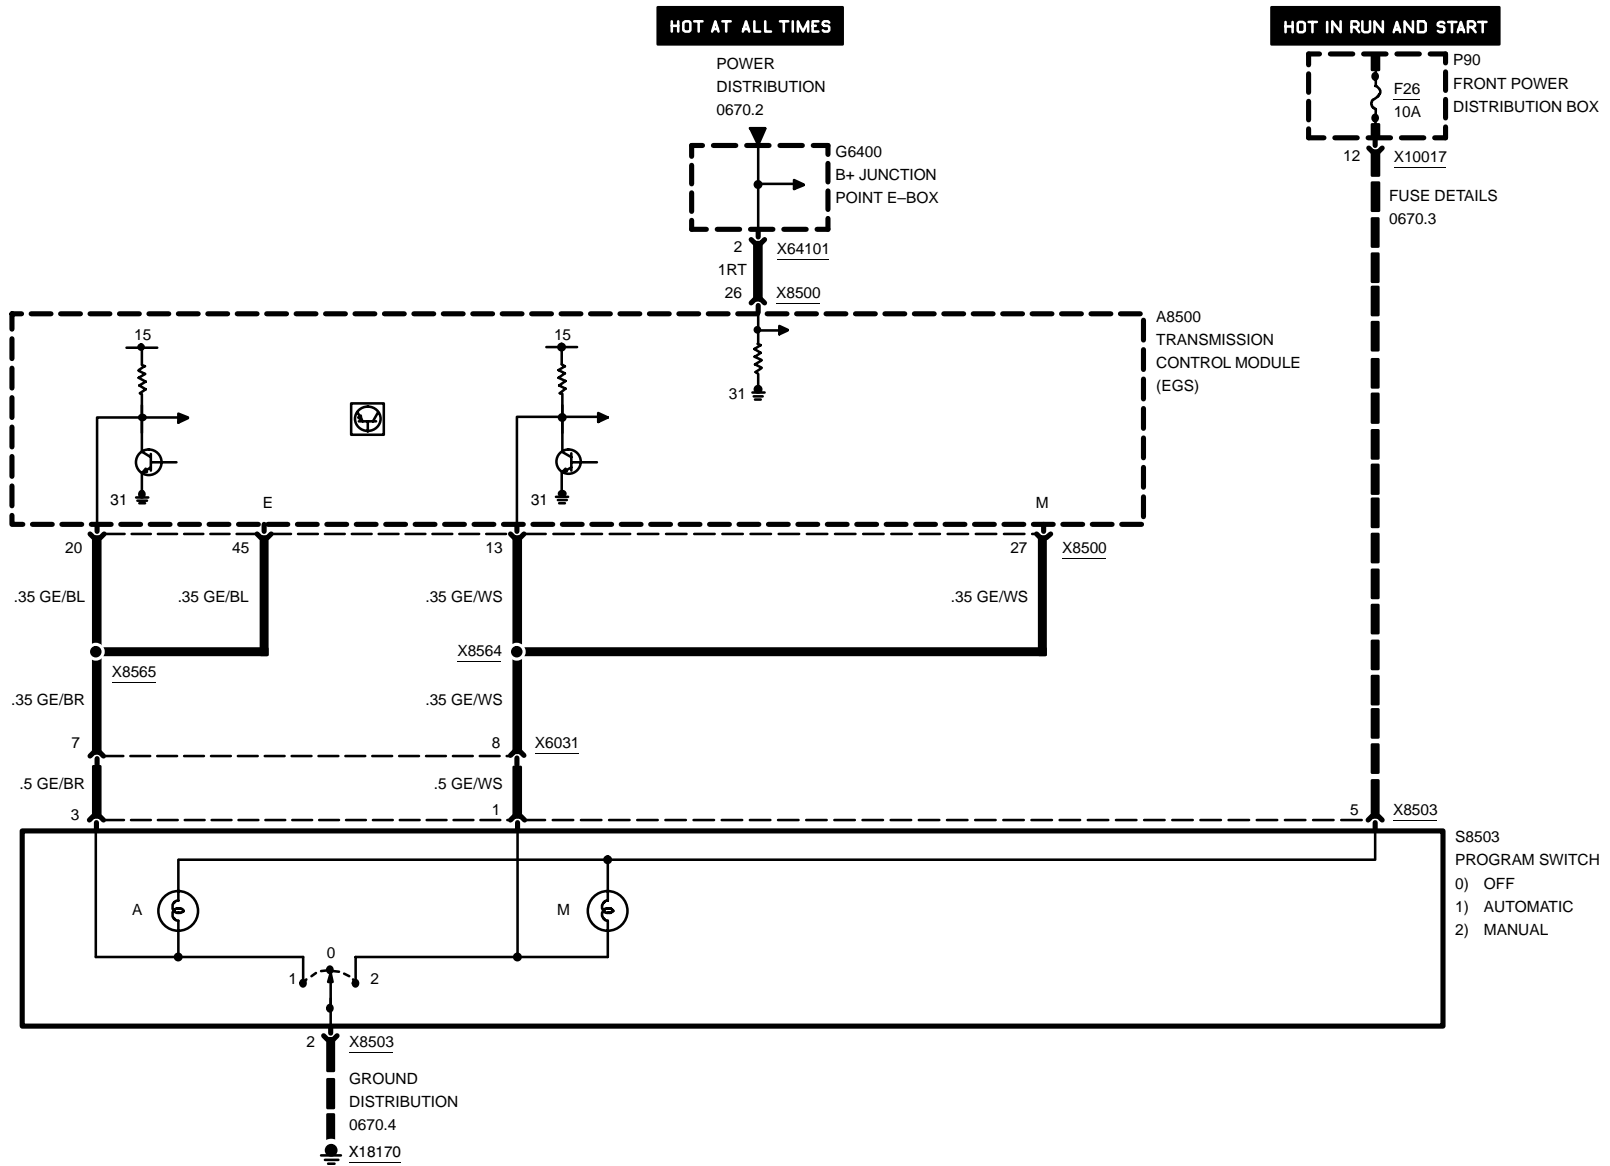 HOT AT ALL TIMES
HOT IN RUN AND START
POWER
DISTRIBUTION
0670.2
P90
FRONT POWER
DISTRIBUTION BOX
F26
10A
G6400
B+ JUNCTION
POINT E–BOX
12
X10017
FUSE DETAILS
0670.3
2
X64101
1RT
26
X8500
A8500
TRANSMISSION
CONTROL MODULE
(EGS)
15
15
31
31
31
E
M
20
45
13
27
X8500
.35 GE/BL
.35 GE/BL
.35 GE/WS
.35 GE/WS
X8565
X8564
.35 GE/BR
.35 GE/WS
7
8
X6031
.5 GE/BR
.5 GE/WS
3
1
5
X8503
S8503
PROGRAM SWITCH
0) OFF
1) AUTOMATIC
2) MANUAL
A
M
0
1
2
2
X8503
GROUND
DISTRIBUTION
0670.4
X18170